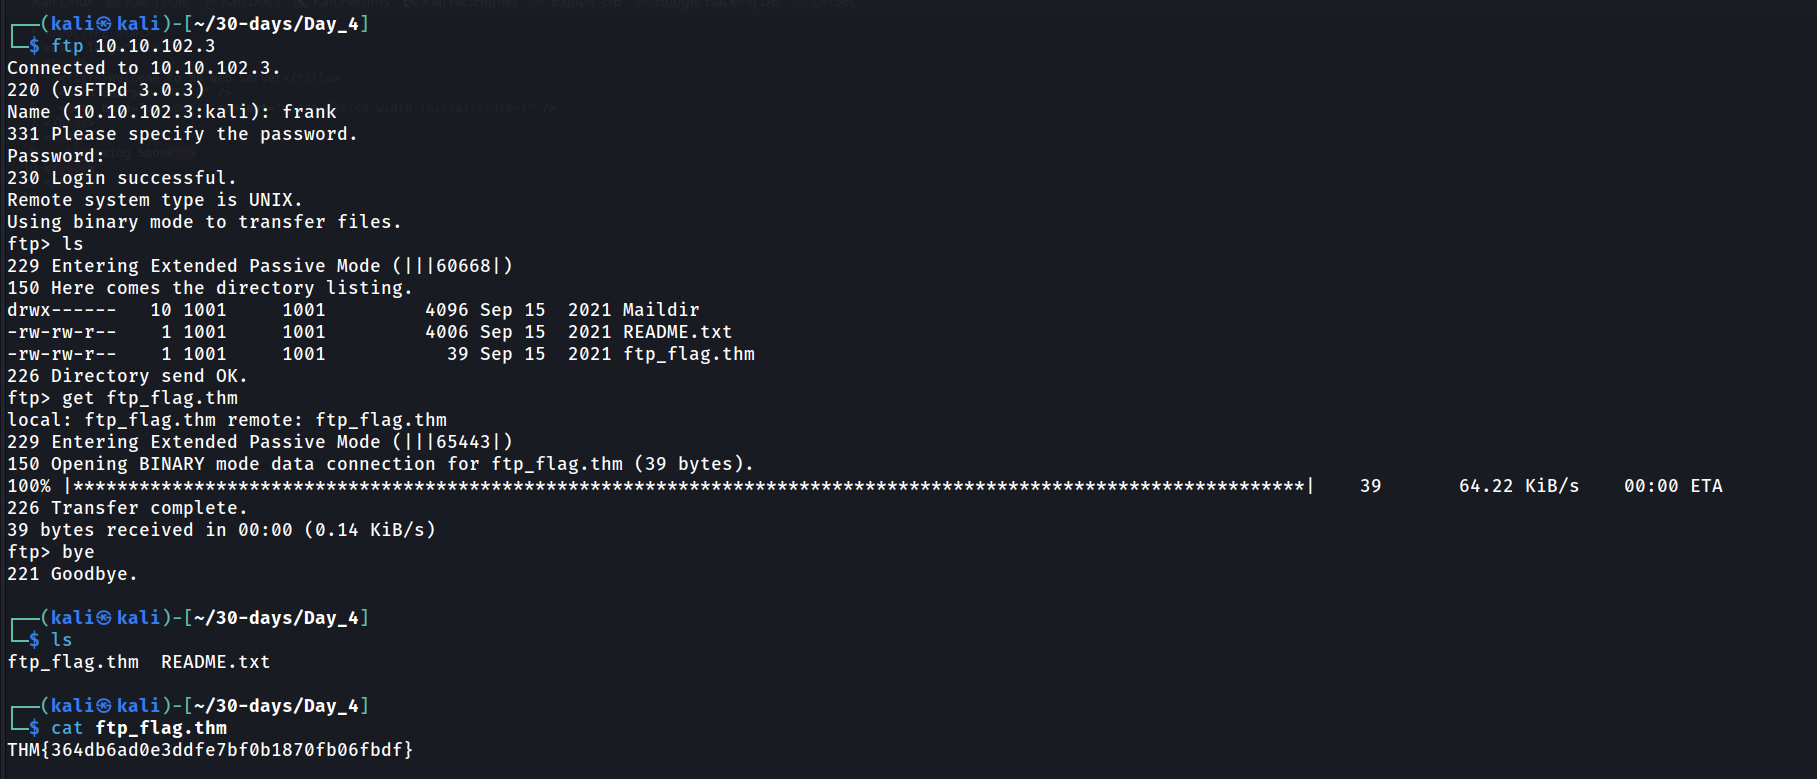 (kali㉿kali)-[~/30-days/Day_4]
$ ftp 10.10.102.3
Connected to 10.10.102.3.
220 (vsFTPd 3.0.3)
Name (10.10.102.3:kali): frank
331 Please specify the password.
Password:
230 Login successful.
Remote system type is UNIX.
Using binary mode to transfer files.
ftp> ls
229 Entering Extended Passive Mode (|||60668|)
150 Here comes the directory listing.
drwx------   10 1001     1001         4096 Sep 15  2021 Maildir
-rw-rw-r--    1 1001     1001         4006 Sep 15  2021 README.txt
-rw-rw-r--    1 1001     1001           39 Sep 15  2021 ftp_flag.thm
226 Directory send OK.
ftp> get ftp_flag.thm
local: ftp_flag.thm remote: ftp_flag.thm
229 Entering Extended Passive Mode (|||65443|)
150 Opening BINARY mode data connection for ftp_flag.thm (39 bytes).
100% |****************************************************************************************************************|    39       64.22 KiB/s    00:00 ETA
226 Transfer complete.
39 bytes received in 00:00 (0.14 KiB/s)
ftp> bye
221 Goodbye.
(kali㉿kali)-[~/30-days/Day_4]
$ ls
ftp_flag.thm  README.txt
(kali㉿kali)-[~/30-days/Day_4]
$ cat ftp_flag.thm
THM{364db6ad0e3ddfe7bf0b1870fb06fbdf}